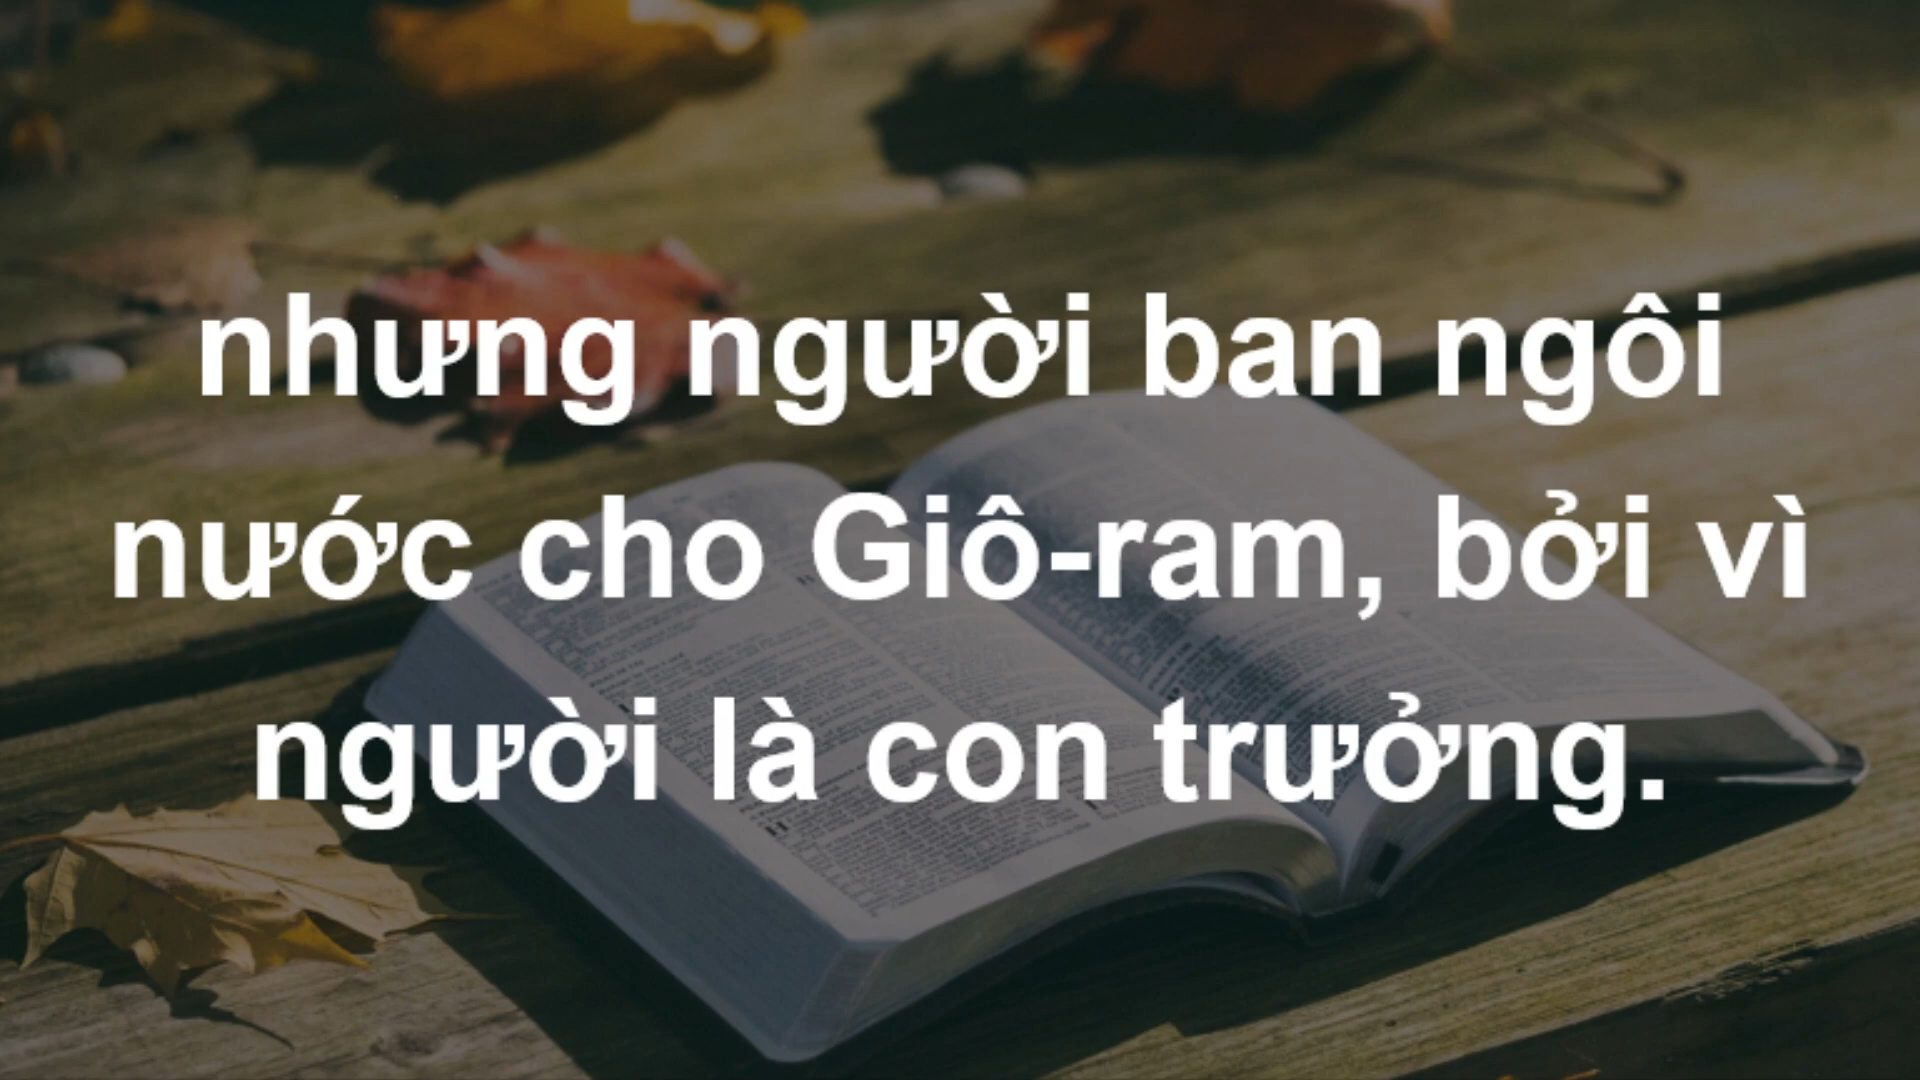 nhưng người ban ngôi
nước cho Giô-ram, bởi vì
người là con trưởng.